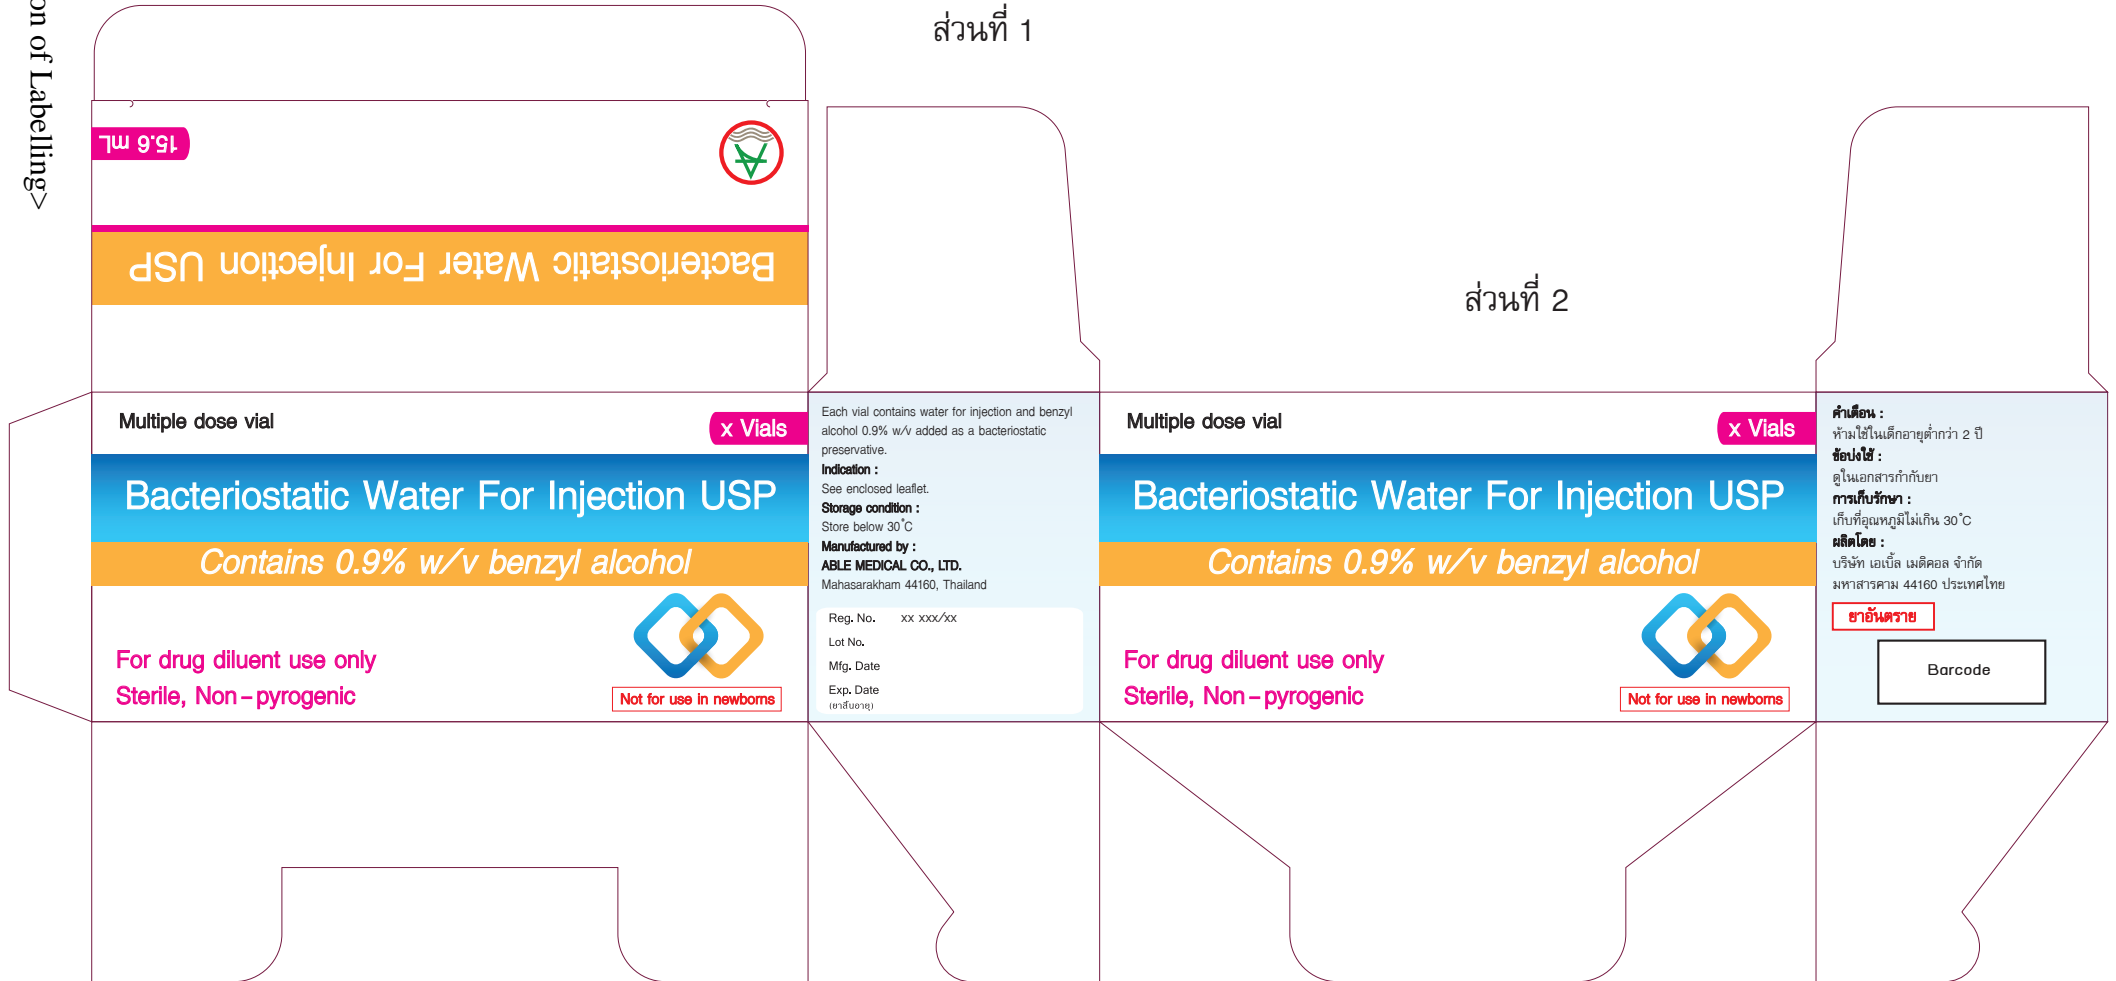 on of Labelling>
ส่วนที่ 1
15.6 mL
Bacteriostatic Water For Injection USP
ส่วนที่ 2
Multiple dose vial
x Vials
Bacteriostatic Water For Injection USP
Contains 0.9% w/v benzyl alcohol
For drug diluent use only
Sterile, Non-pyrogenic
Not for use in newborns
Each vial contains water for injection and benzyl
alcohol 0.9% w/v added as a bacteriostatic
preservative.
Indication :
See enclosed leaflet.
Storage condition :
Store below 30°C
Manufactured by :
ABLE MEDICAL CO., LTD.
Mahasarakham 44160, Thailand
Reg. No. xx xxx/xx
Lot No.
Mfg. Date
Exp. Date
(ยาสิ้นอายุ)
Multiple dose vial
x Vials
Bacteriostatic Water For Injection USP
Contains 0.9% w/v benzyl alcohol
For drug diluent use only
Sterile, Non-pyrogenic
Not for use in newborns
คำเตือน :
ห้ามใช้ในเด็กอายุต่ำกว่า 2 ปี
ข้อบ่งใช้ :
ดูในเอกสารกำกับยา
การเก็บรักษา :
เก็บที่อุณหภูมิไม่เกิน 30°C
ผลิตโดย :
บริษัท เอเบิ้ล เมดิคอล จำกัด
มหาสารคาม 44160 ประเทศไทย
ยาอันตราย
Barcode